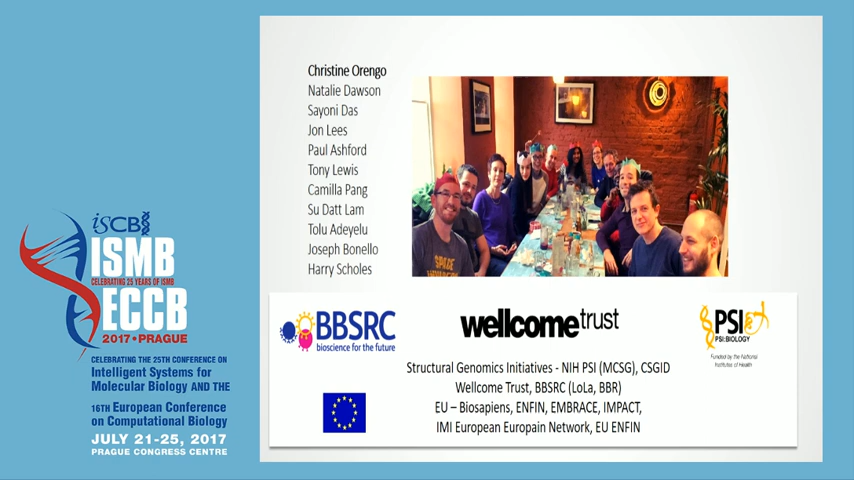 isCB
ISMB
CELEBRATING 25 YEARS OF ISMB
ECCB
2017 • PRAGUE
CELEBRATING THE 25TH CONFERENCE ON
Intelligent Systems for
Molecular Biology AND THE
16TH European Conference
on Computational Biology
JULY 21-25, 2017
PRAGUE CONGRESS CENTRE
Christine Orengo
Natalie Dawson
Sayoni Das
Jon Lees
Paul Ashford
Tony Lewis
Camilla Pang
Su Datt Lam
Tolu Adeyelu
Joseph Bonello
Harry Scholes
SPACE
INVADERS
BBSRC
bioscience for the future
wellcometrust
PSI
PSI:BIOLOGY
Funded by the National
Institutes of Health
Structural Genomics Initiatives - NIH PSI (MCSG), CSGID
Wellcome Trust, BBSRC (LoLa, BBR)
EU – Biosapiens, ENFIN, EMBRACE, IMPACT,
IMI European Europain Network, EU ENFIN